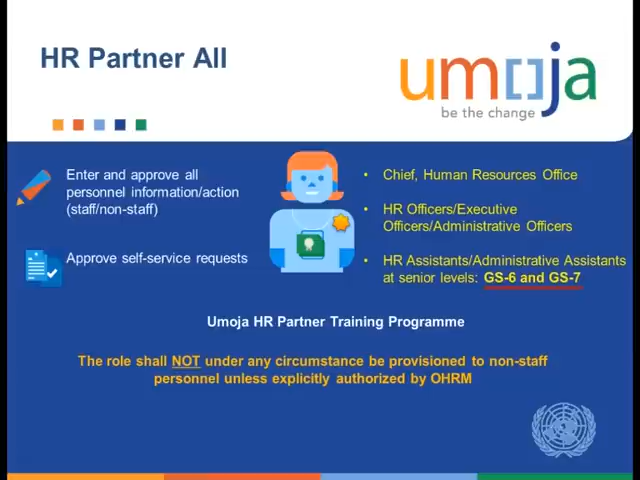 HR Partner All
umoja
be the change
Enter and approve all
personnel information/action
(staff/non-staff)
Approve self-service requests
• Chief, Human Resources Office
• HR Officers/Executive
Officers/Administrative Officers
• HR Assistants/Administrative Assistants
at senior levels: GS-6 and GS-7
Umoja HR Partner Training Programme
The role shall NOT under any circumstance be provisioned to non-staff
personnel unless explicitly authorized by OHRM